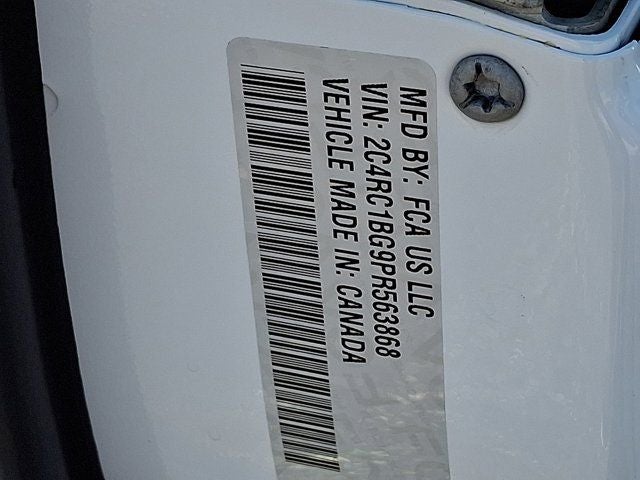 MFD BY: FCA US LLC
VIN: 2C4RC1BG9PR563868
VEHICLE MADE IN: CANADA